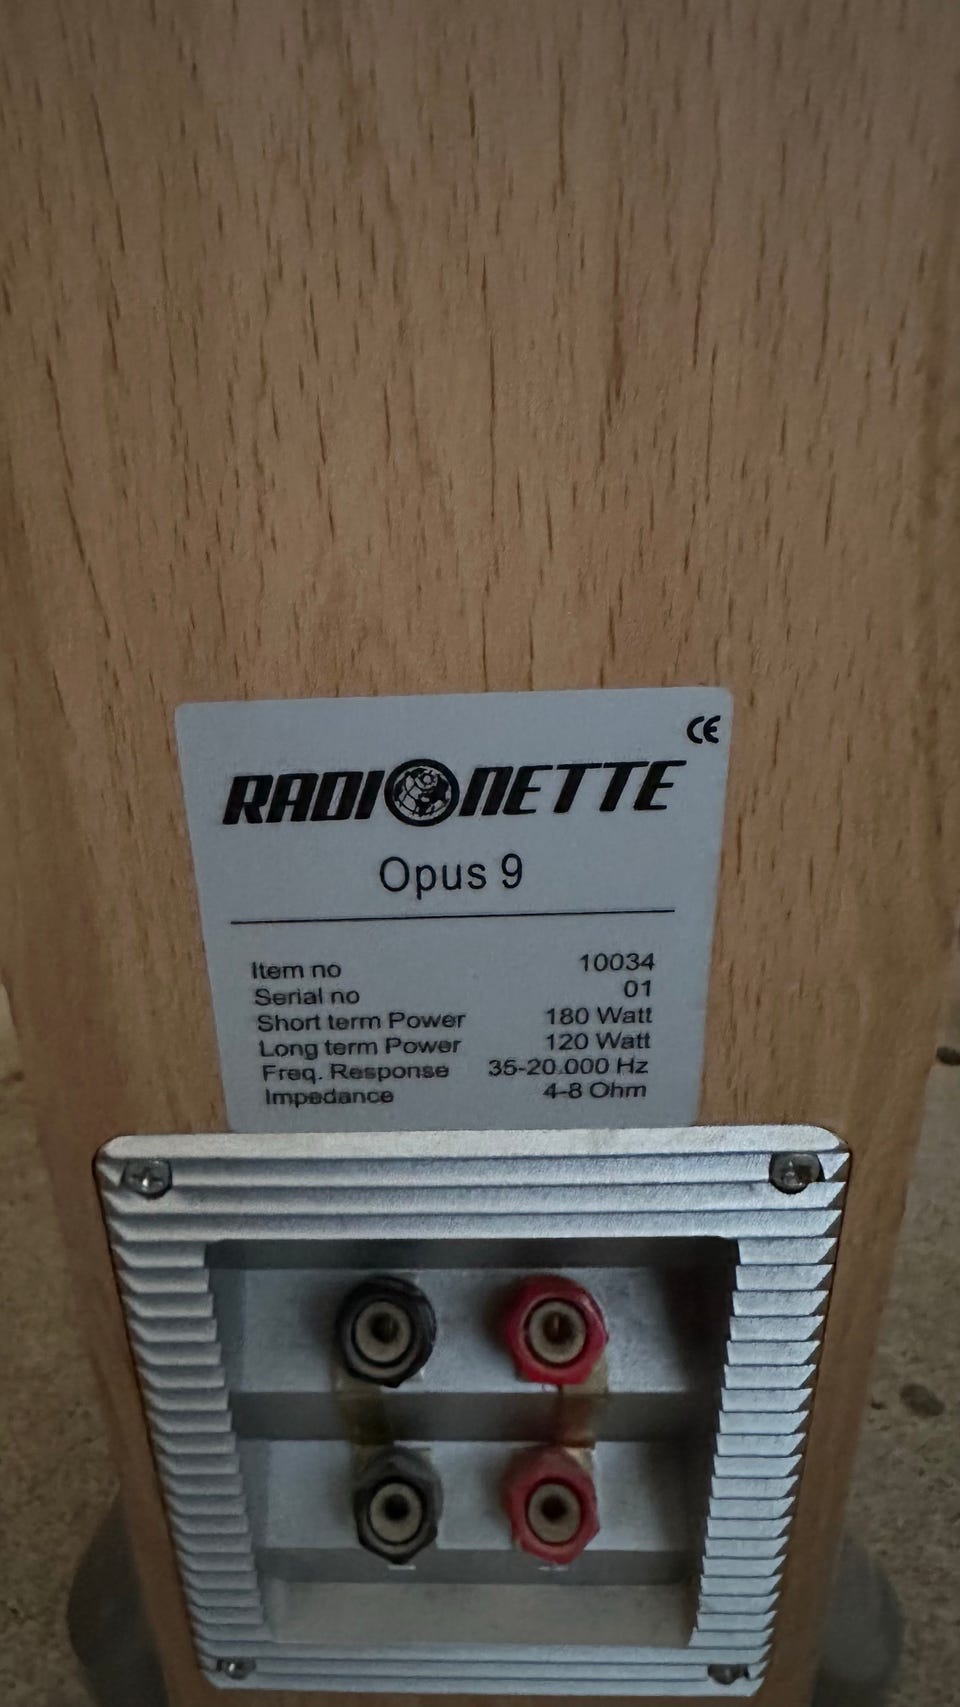 CE
RADIONETTE
Opus 9
Item no 10034
Serial no 01
Short term Power 180 Watt
Long term Power 120 Watt
Freq. Response 35-20.000 Hz
Impedance 4-8 Ohm